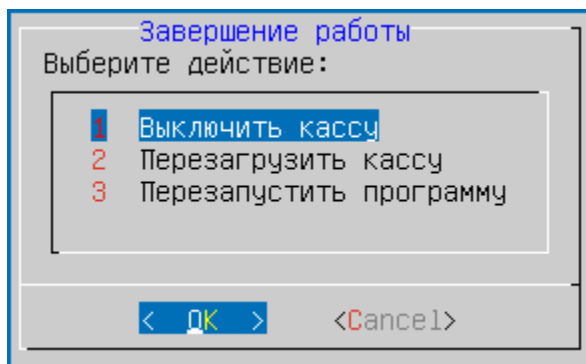 Завершение работы
Выберите действие:
1 Выключить кассу
2 Перезагрузить кассу
3 Перезапустить программу
< OK > <Cancel>